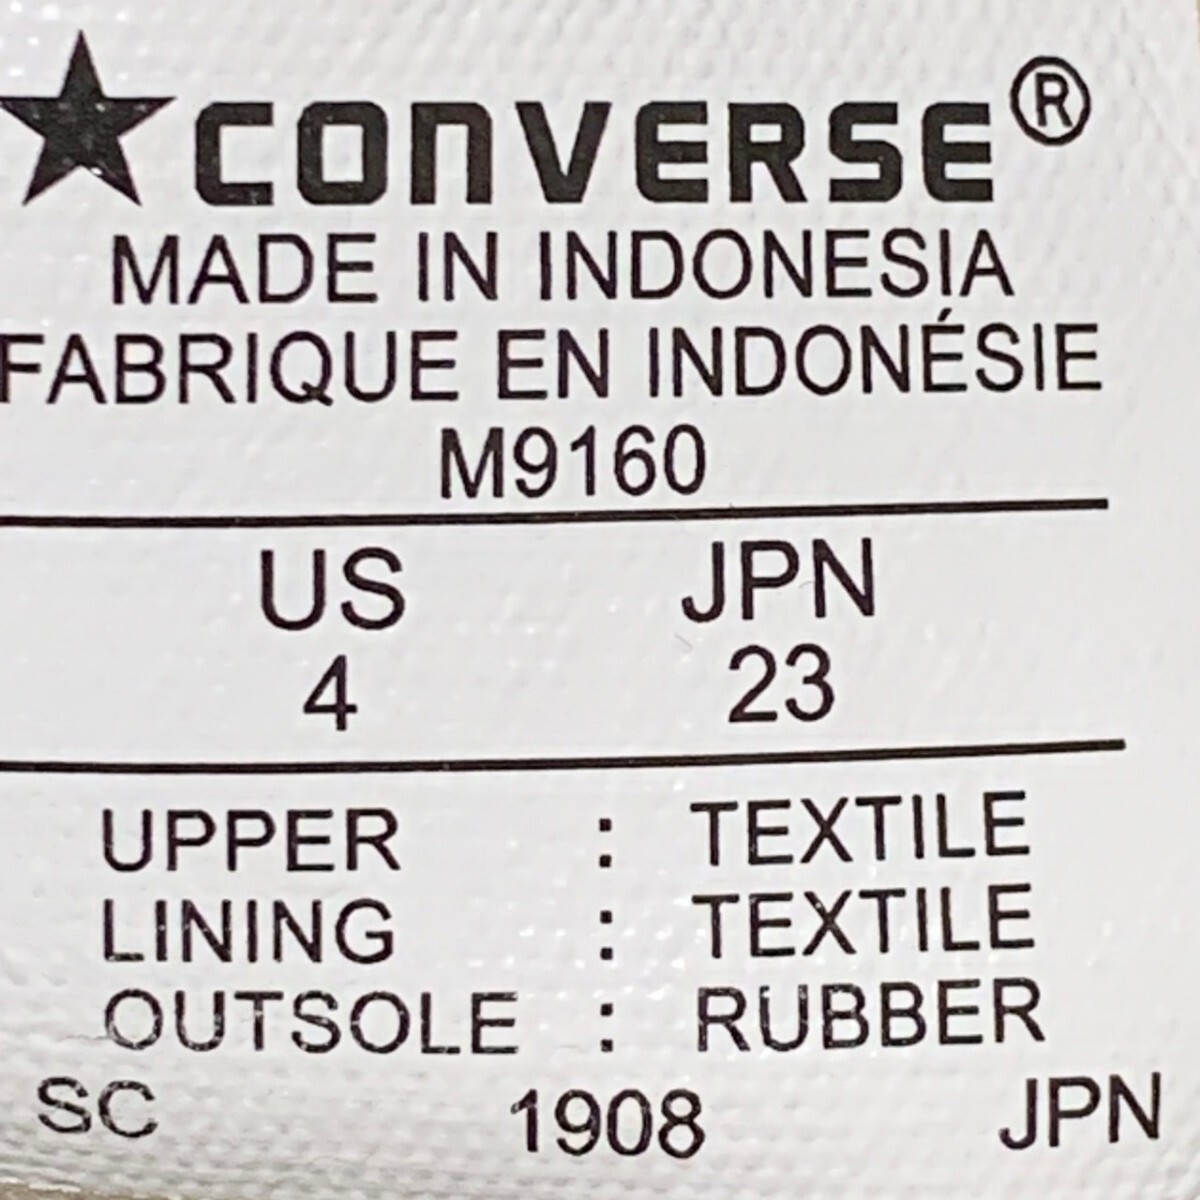 ★CONVERSE®
MADE IN INDONESIA
FABRIQUE EN INDONÉSIE
M9160
US JPN
4 23
UPPER : TEXTILE
LINING : TEXTILE
OUTSOLE : RUBBER
SC 1908 JPN